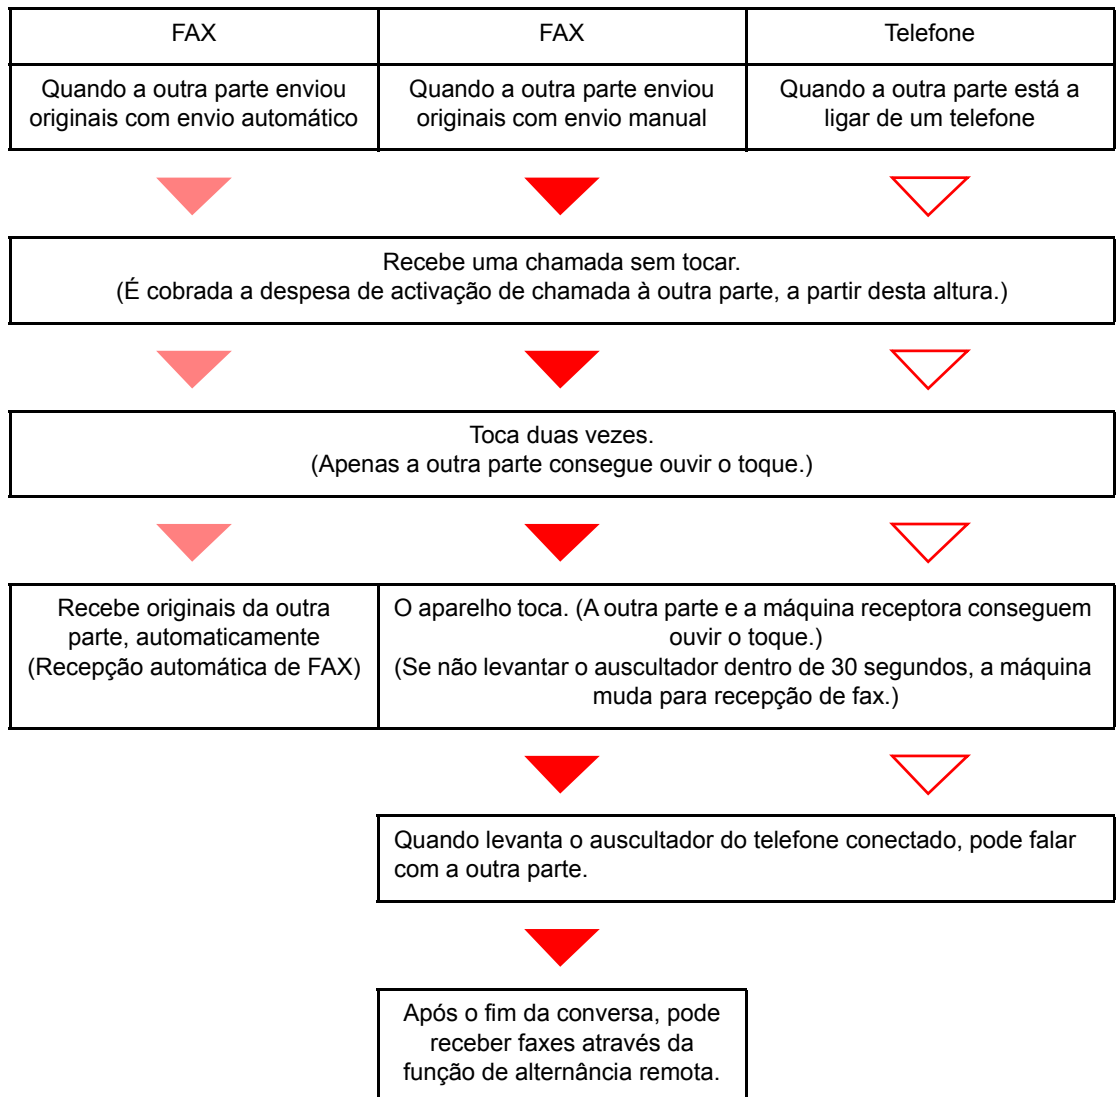 FAX
FAX
Telefone
Quando a outra parte enviou
originais com envio automático
Quando a outra parte enviou
originais com envio manual
Quando a outra parte está a
ligar de um telefone
Recebe uma chamada sem tocar.
(É cobrada a despesa de activação de chamada à outra parte, a partir desta altura.)
Toca duas vezes.
(Apenas a outra parte consegue ouvir o toque.)
Recebe originais da outra
parte, automaticamente
(Recepção automática de FAX)
O aparelho toca. (A outra parte e a máquina receptora conseguem
ouvir o toque.)
(Se não levantar o auscultador dentro de 30 segundos, a máquina
muda para recepção de fax.)
Quando levanta o auscultador do telefone conectado, pode falar
com a outra parte.
Após o fim da conversa, pode
receber faxes através da
função de alternância remota.